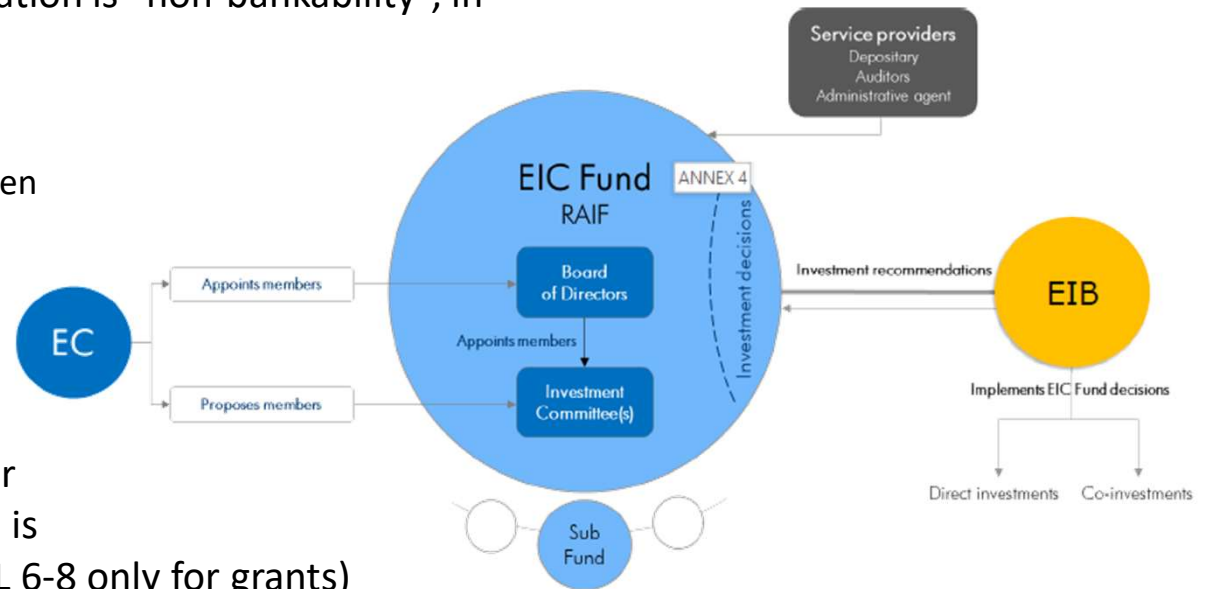 ation is "non-bankability", in
en
r
is
L 6-8 only for grants)
Service providers
Depositary
Auditors
Administrative agent
EIC Fund
RAIF
ANNEX 4
Investment decisions
Board
of Directors
Appoints members
Investment
Committee(s)
EC
Appoints members
Proposes members
Investment recommendations
EIB
Implements EIC Fund decisions
Direct investments
Co-investments
Sub
Fund